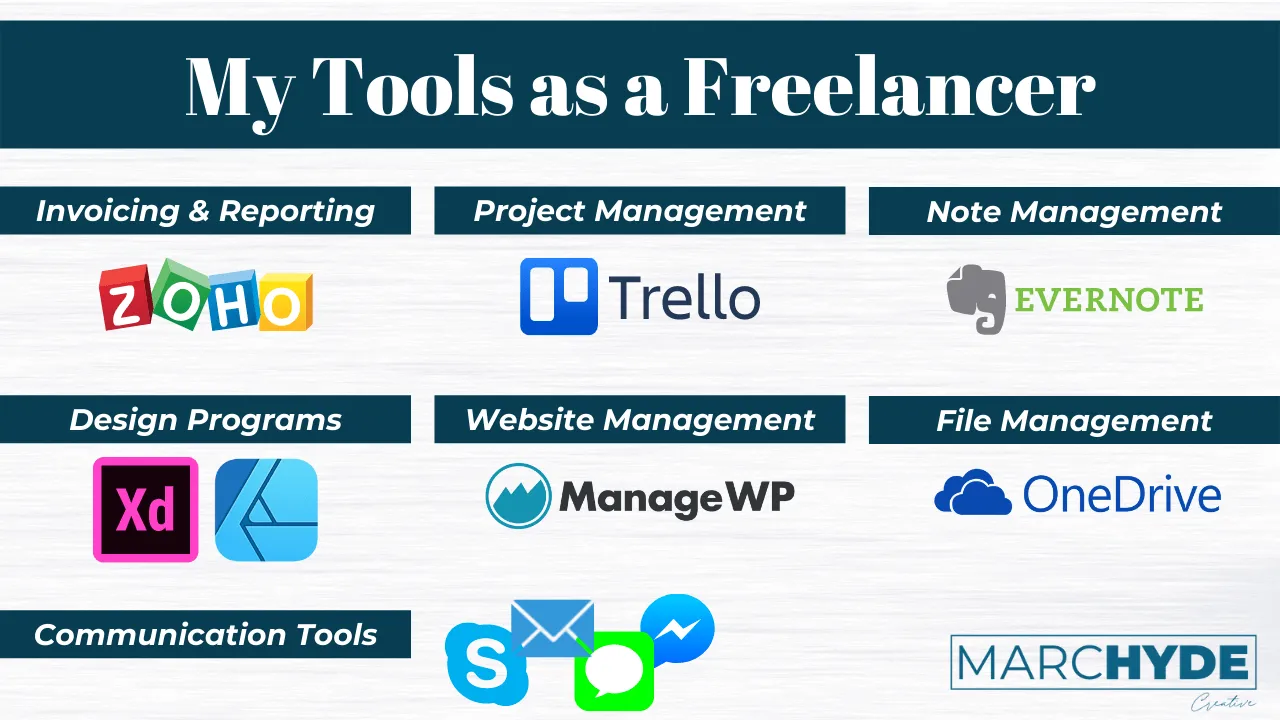 My Tools as a Freelancer
Invoicing & Reporting
Project Management
Note Management
ZOHO
Trello
EVERNOTE
Design Programs
Website Management
File Management
Xd
ManageWP
OneDrive
Communication Tools
S
MARCHYDE
Creative